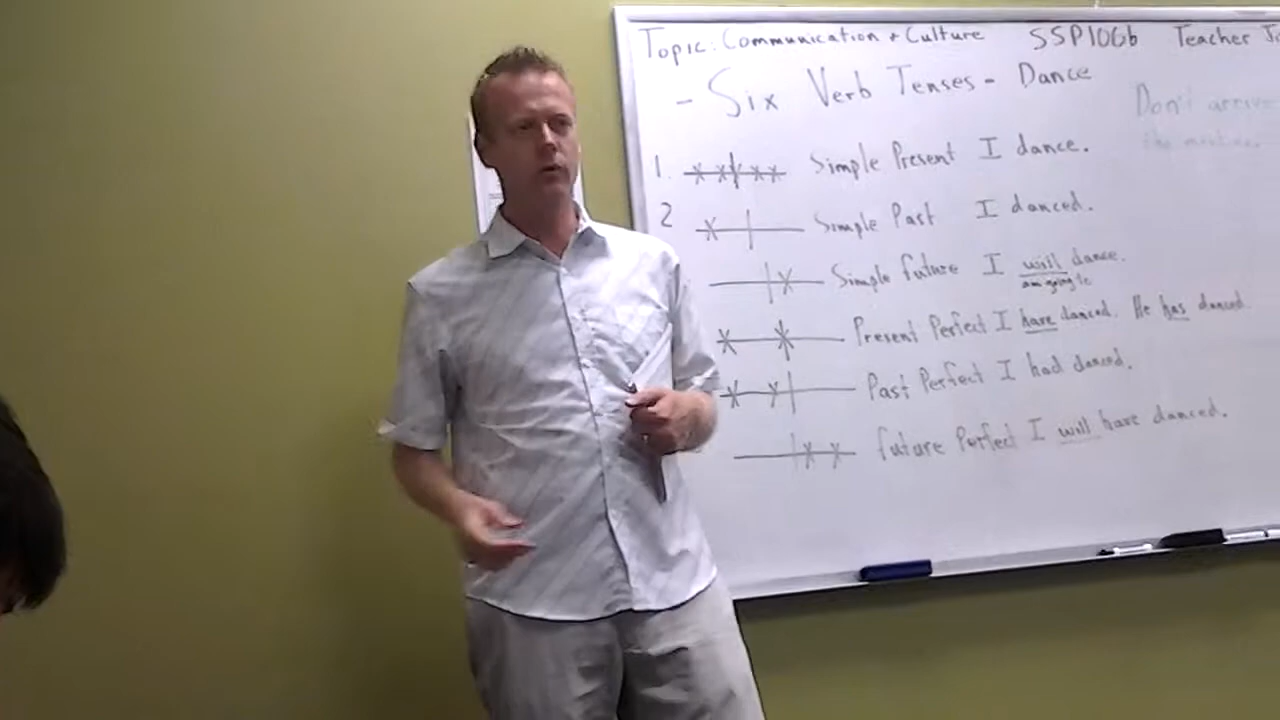 Topic: Communication + Culture SSP106b Teacher
- Six Verb Tenses - Dance
Don't arrive
the meeting.
1. Simple Present I dance.
2 Simple Past I danced.
Simple future I will dance.
am going to
Present Perfect I have danced. He has danced.
Past Perfect I had danced.
future Perfect I will have danced.